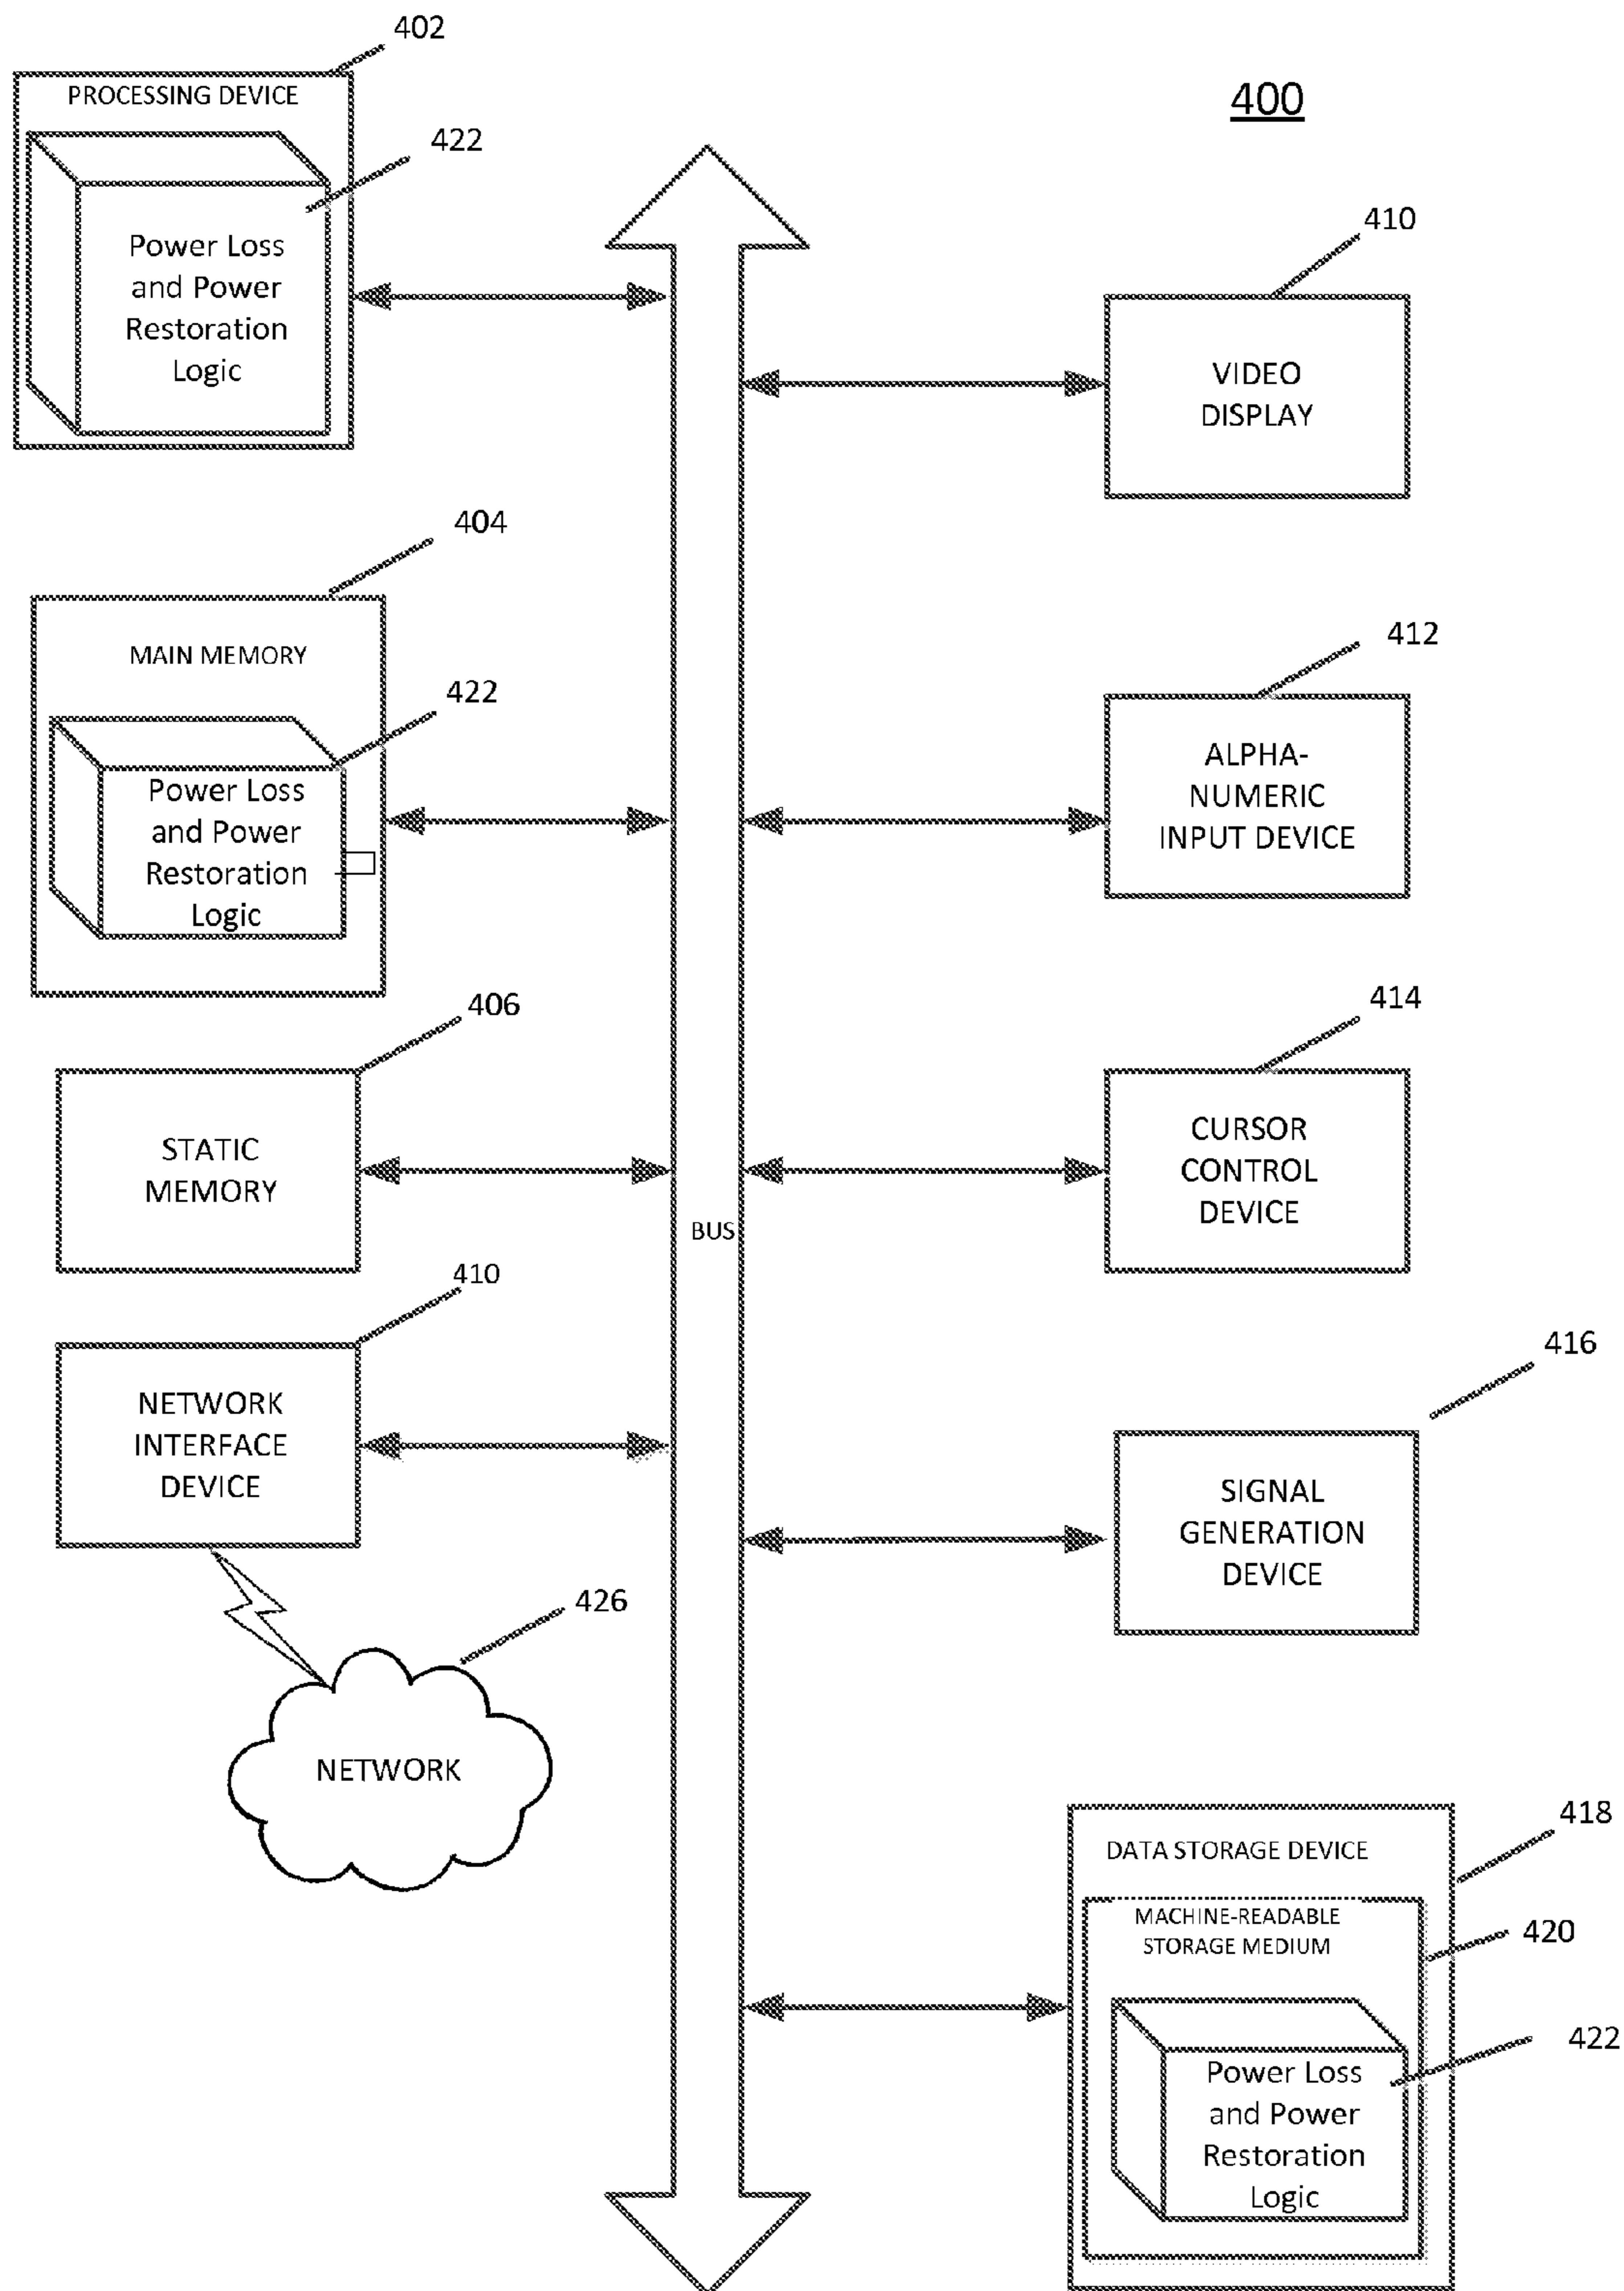 402
PROCESSING DEVICE
422
Power Loss
and Power
Restoration
Logic
400
410
VIDEO
DISPLAY
404
MAIN MEMORY
422
Power Loss
and Power
Restoration
Logic
412
ALPHA-
NUMERIC
INPUT DEVICE
406
STATIC
MEMORY
414
CURSOR
CONTROL
DEVICE
BUS
410
NETWORK
INTERFACE
DEVICE
416
SIGNAL
GENERATION
DEVICE
426
NETWORK
418
DATA STORAGE DEVICE
MACHINE-READABLE
STORAGE MEDIUM
420
422
Power Loss
and Power
Restoration
Logic